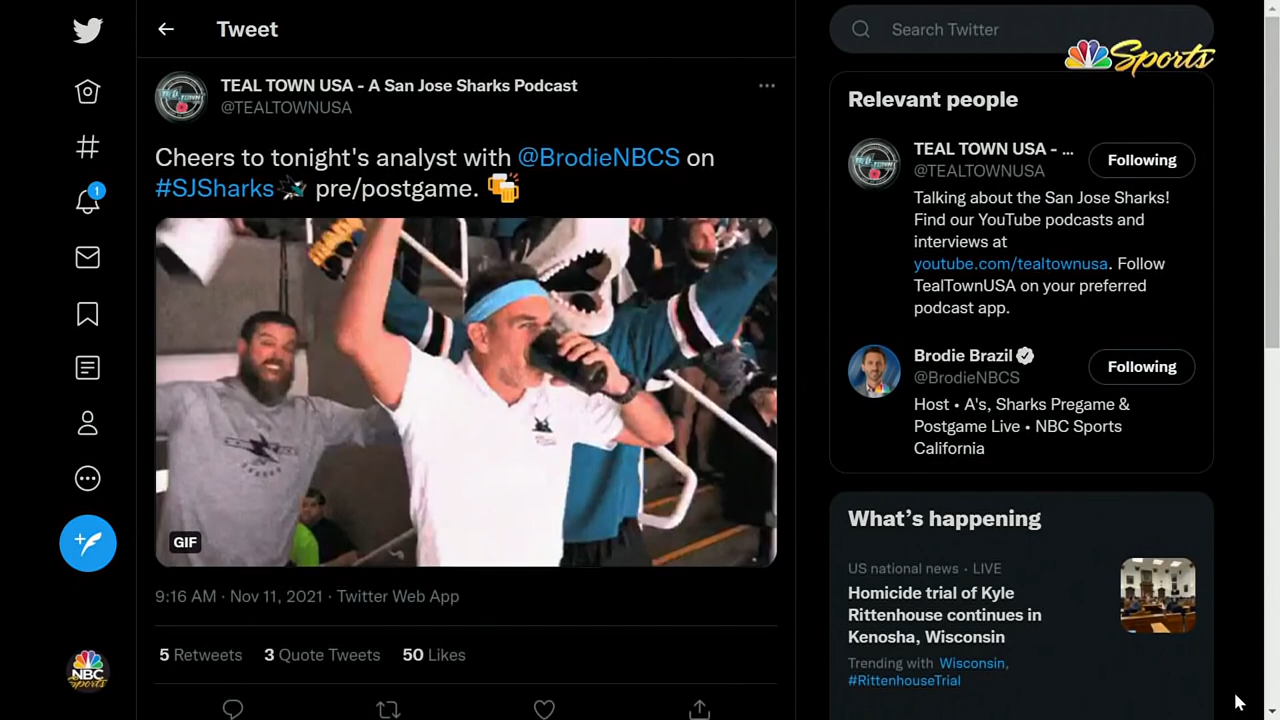 Tweet
TEAL TOWN USA - A San Jose Sharks Podcast
@TEALTOWNUSA
Cheers to tonight's analyst with @BrodieNBCS on
#SJSharks pre/postgame.
GIF
9:16 AM · Nov 11, 2021 · Twitter Web App
5 Retweets 3 Quote Tweets 50 Likes
1
NBC
Sports
Search Twitter
Sports
Relevant people
TEAL TOWN USA - ...
@TEALTOWNUSA
Following
Talking about the San Jose Sharks!
Find our YouTube podcasts and
interviews at
youtube.com/tealtownusa. Follow
TealTownUSA on your preferred
podcast app.
Brodie Brazil
@BrodieNBCS
Following
Host • A's, Sharks Pregame &
Postgame Live • NBC Sports
California
What's happening
US national news · LIVE
Homicide trial of Kyle
Rittenhouse continues in
Kenosha, Wisconsin
Trending with Wisconsin,
#RittenhouseTrial